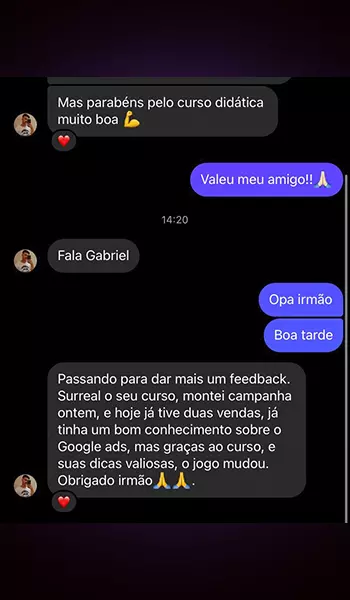 Mas parabéns pelo curso didática
muito boa 💪
Valeu meu amigo!!🙏
14:20
Fala Gabriel
Opa irmão
Boa tarde
Passando para dar mais um feedback.
Surreal o seu curso, montei campanha
ontem, e hoje já tive duas vendas, já
tinha um bom conhecimento sobre o
Google ads, mas graças ao curso, e
suas dicas valiosas, o jogo mudou.
Obrigado irmão🙏🙏.